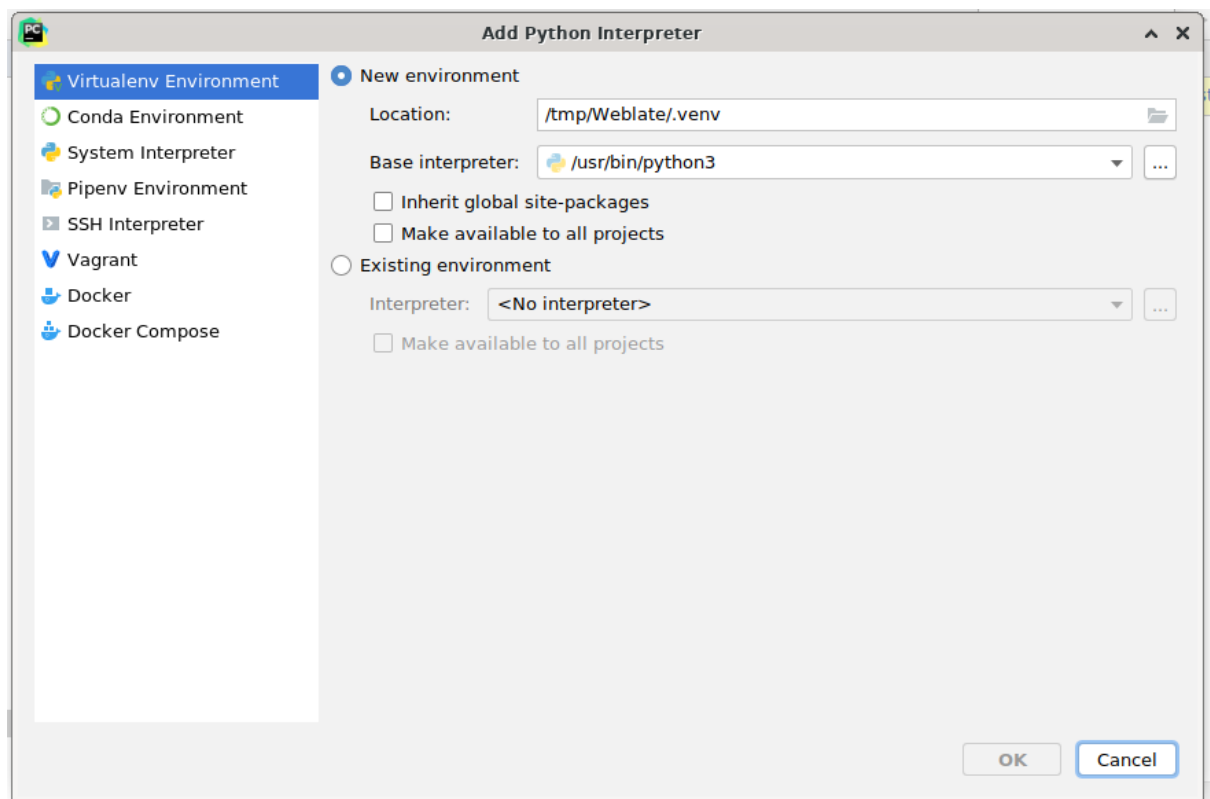 PC
Add Python Interpreter
Virtualenv Environment
Conda Environment
System Interpreter
Pipenv Environment
SSH Interpreter
Vagrant
Docker
Docker Compose
New environment
Location: /tmp/Weblate/.venv
Base interpreter: /usr/bin/python3 ...
Inherit global site-packages
Make available to all projects
Existing environment
Interpreter: <No interpreter> ...
Make available to all projects
OK Cancel